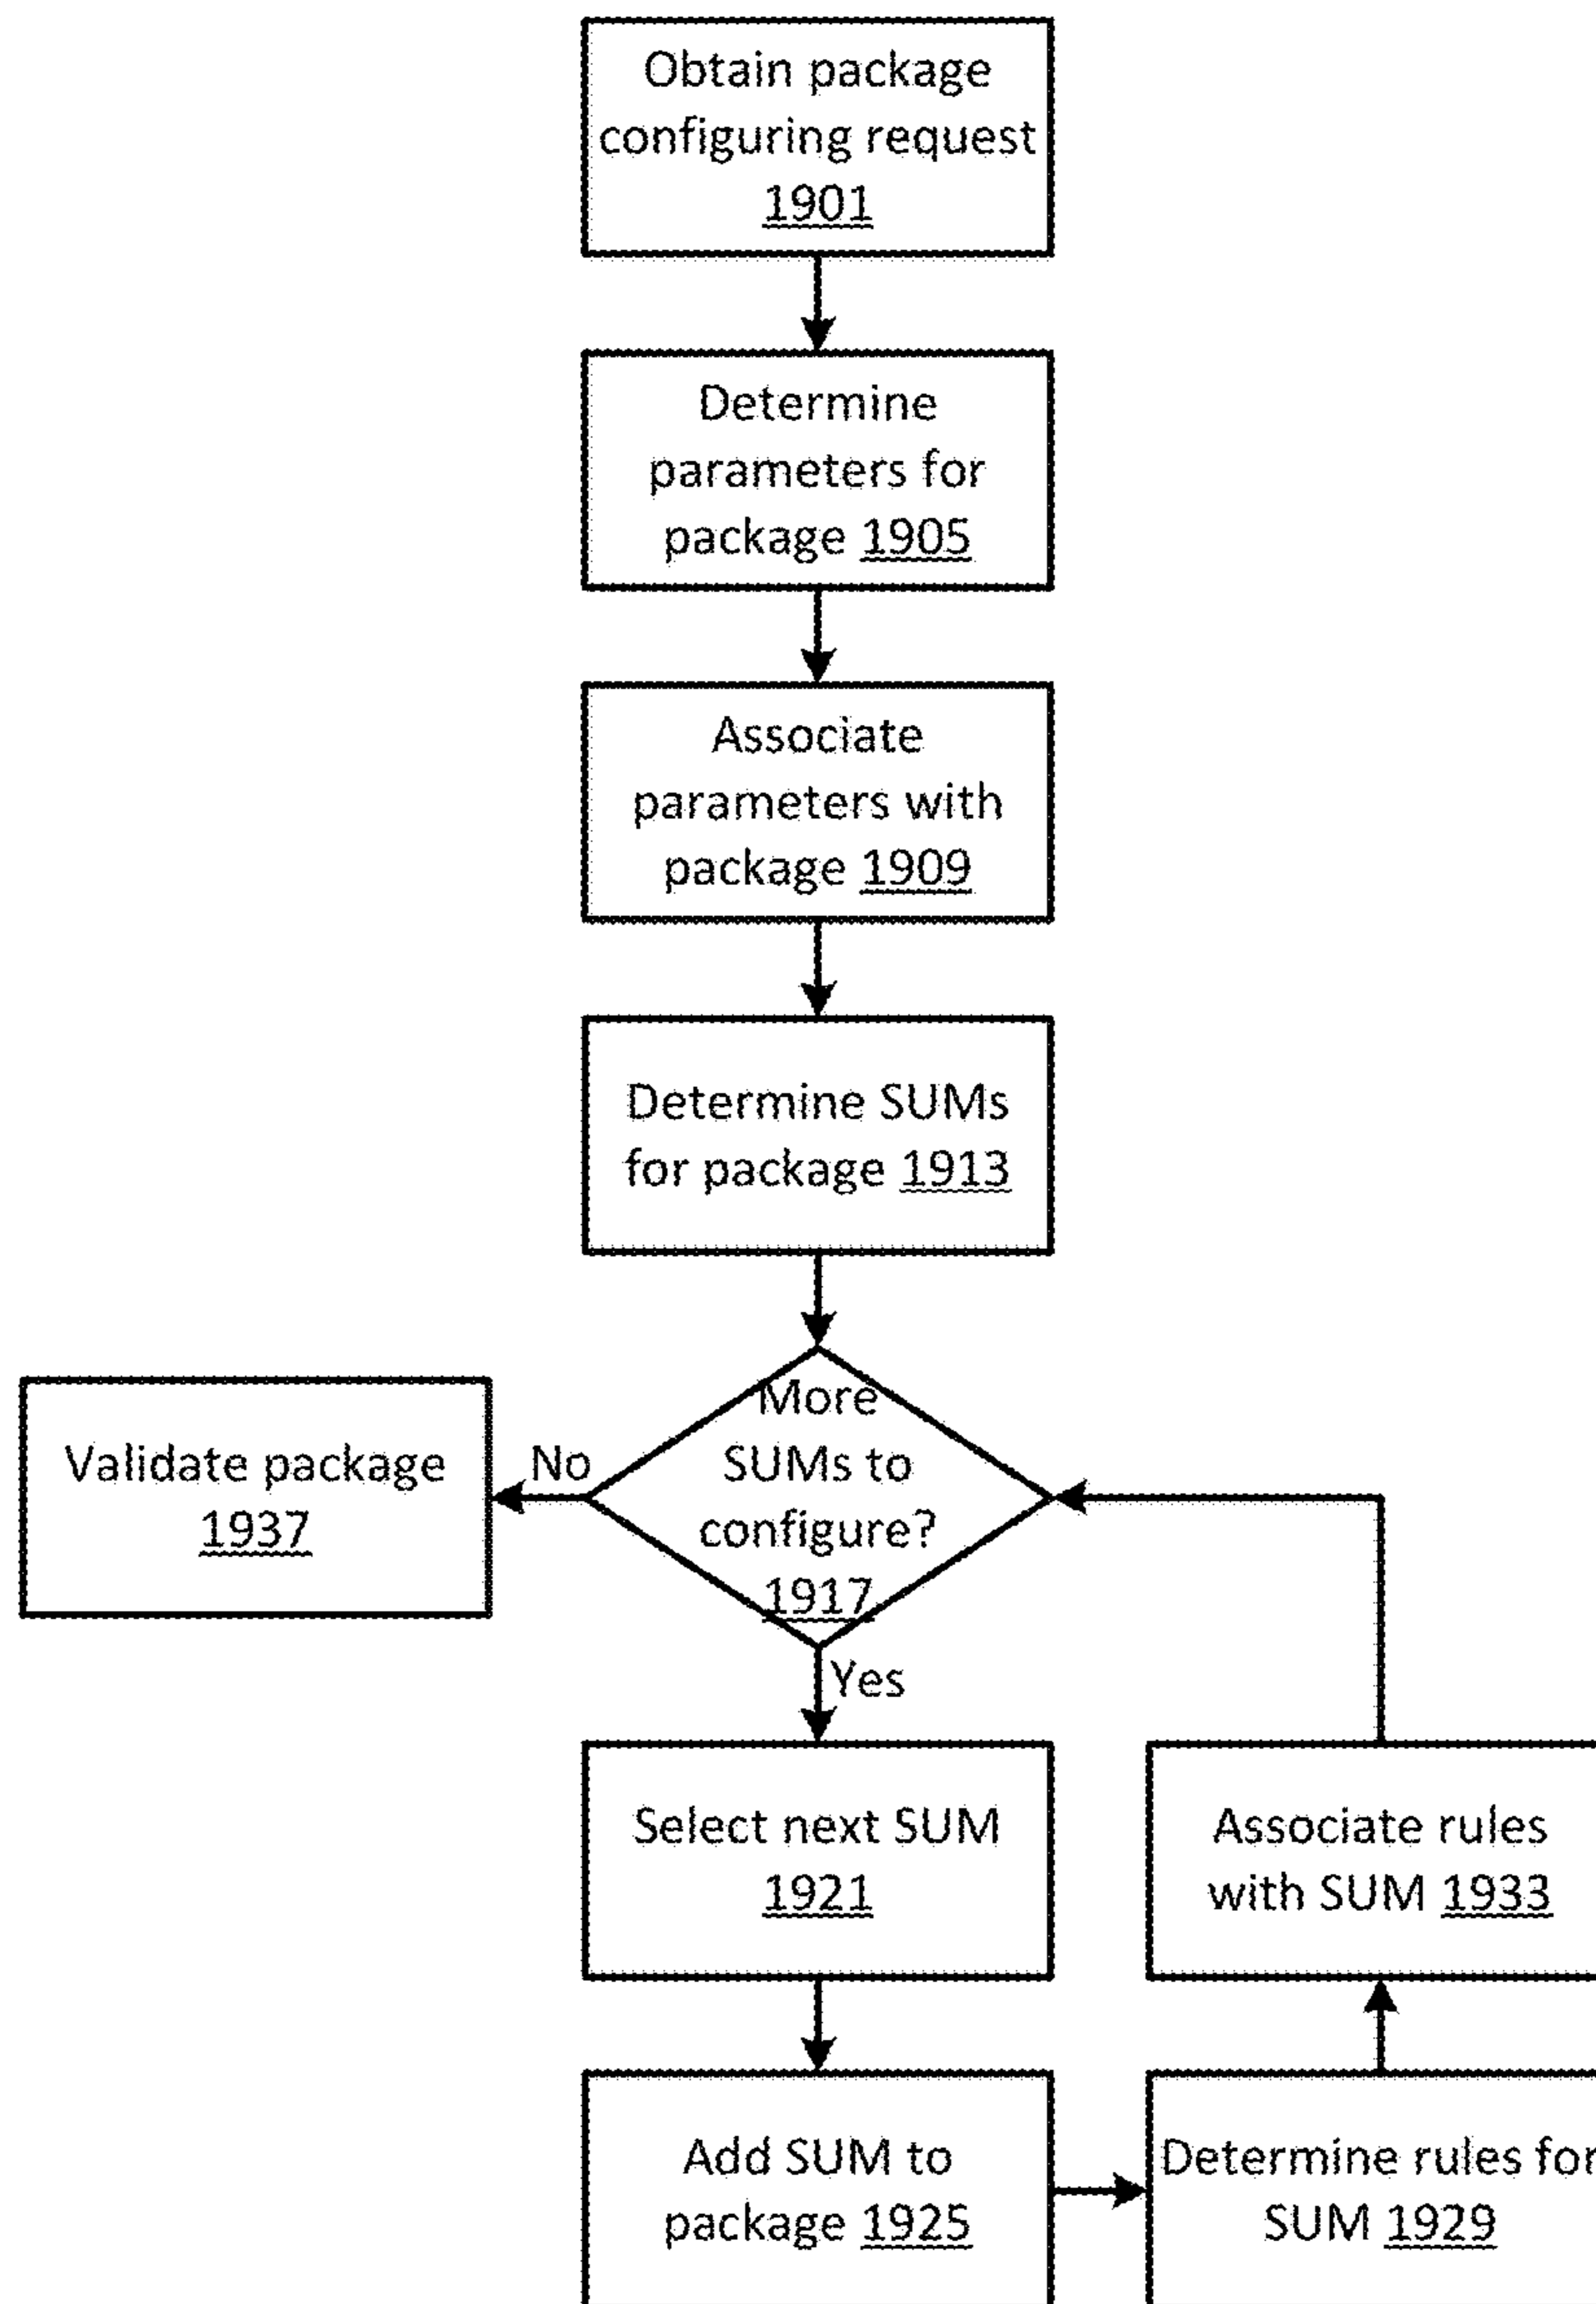 Obtain package
configuring request
1901
Determine
parameters for
package 1905
Associate
parameters with
package 1909
Determine SUMs
for package 1913
More
SUMs to
configure?
1917
No
Validate package
1937
Yes
Select next SUM
1921
Add SUM to
package 1925
Determine rules for
SUM 1929
Associate rules
with SUM 1933